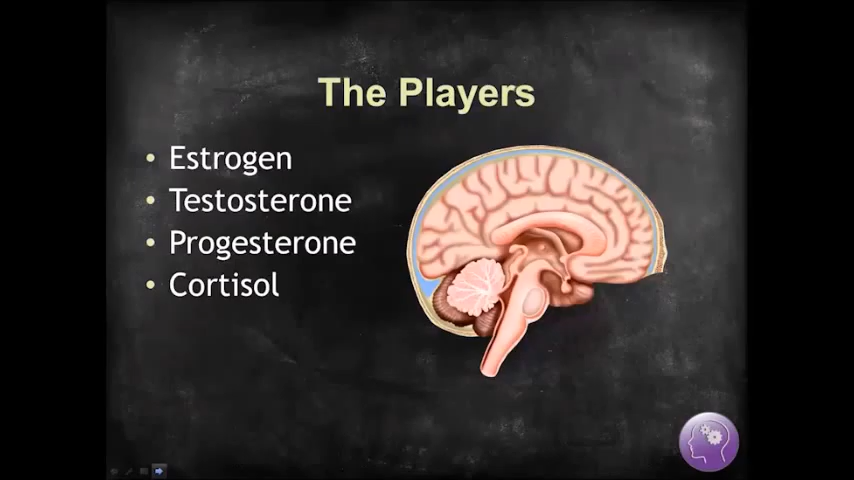 The Players
• Estrogen
• Testosterone
• Progesterone
• Cortisol